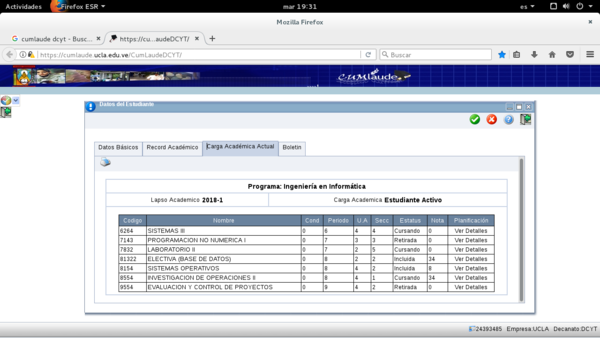 Actividades Firefox ESR mar 19:31 es
Mozilla Firefox
cumlaude dcyt - Busc... https://cu...audeDCYT/
https://cumlaude.ucla.edu.ve/CumLaudeDCYT/ Buscar
CUMlaude
Datos del Estudiante
Datos Básicos Record Académico Carga Académica Actual Boletin
Programa: Ingeniería en Informática
Lapso Academico 2018-1 Carga Academica Estudiante Activo
Codigo Nombre Cond Periodo U.A Secc Estatus Nota Planificación
6264 SISTEMAS III 0 6 4 4 Cursando 0 Ver Detalles
7143 PROGRAMACION NO NUMERICA I 0 7 3 3 Retirada 0 Ver Detalles
7832 LABORATORIO II 0 7 2 5 Cursando 0 Ver Detalles
81322 ELECTIVA (BASE DE DATOS) 0 8 2 2 Incluida 34 Ver Detalles
8154 SISTEMAS OPERATIVOS 0 8 4 2 Incluida 8 Ver Detalles
8554 INVESTIGACION DE OPERACIONES II 0 8 4 1 Cursando 34 Ver Detalles
9554 EVALUACION Y CONTROL DE PROYECTOS 0 9 4 2 Retirada 0 Ver Detalles
24393485 Empresa:UCLA Decanato:DCYT